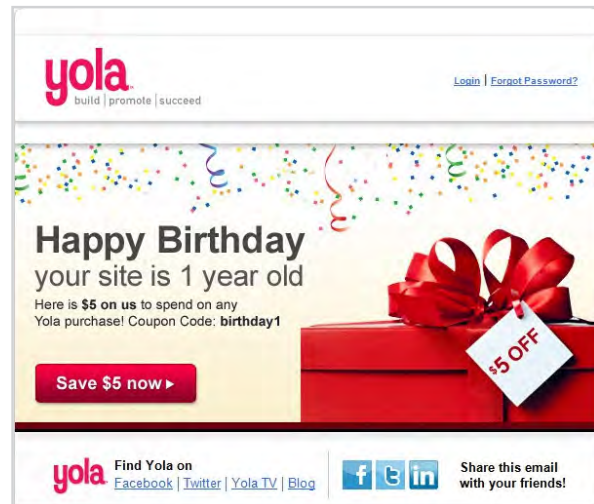 yola
build | promote | succeed
Login | Forgot Password?
Happy Birthday
your site is 1 year old
Here is $5 on us to spend on any
Yola purchase! Coupon Code: birthday1
$5 OFF
Save $5 now
yola
Find Yola on
Facebook | Twitter | Yola TV | Blog
f t in
Share this email
with your friends!